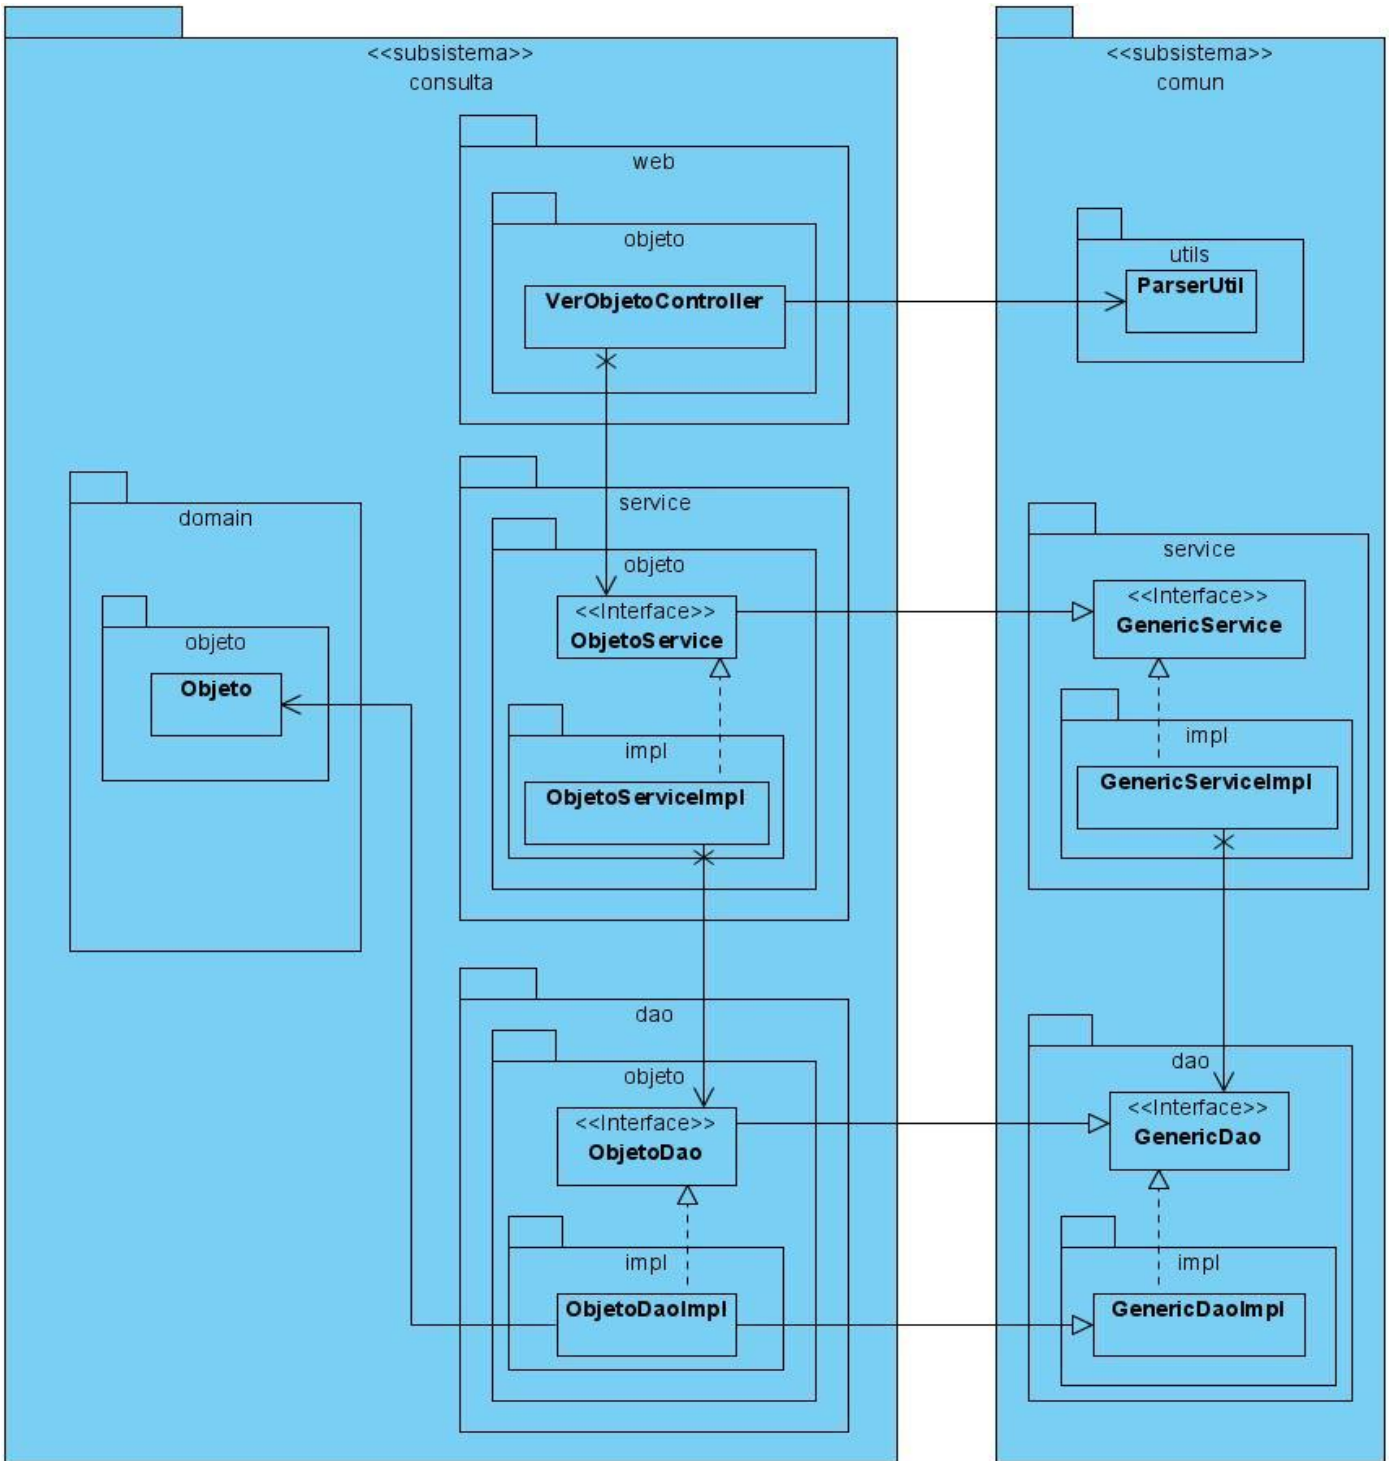 <<subsistema>>
consulta
web
objeto
VerObjetoController
service
objeto
<<Interface>>
ObjetoService
impl
ObjetoServiceImpl
domain
objeto
Objeto
dao
objeto
<<Interface>>
ObjetoDao
impl
ObjetoDaoImpl
<<subsistema>>
comun
utils
ParserUtil
service
<<Interface>>
GenericService
impl
GenericServiceImpl
dao
<<Interface>>
GenericDao
impl
GenericDaoImpl